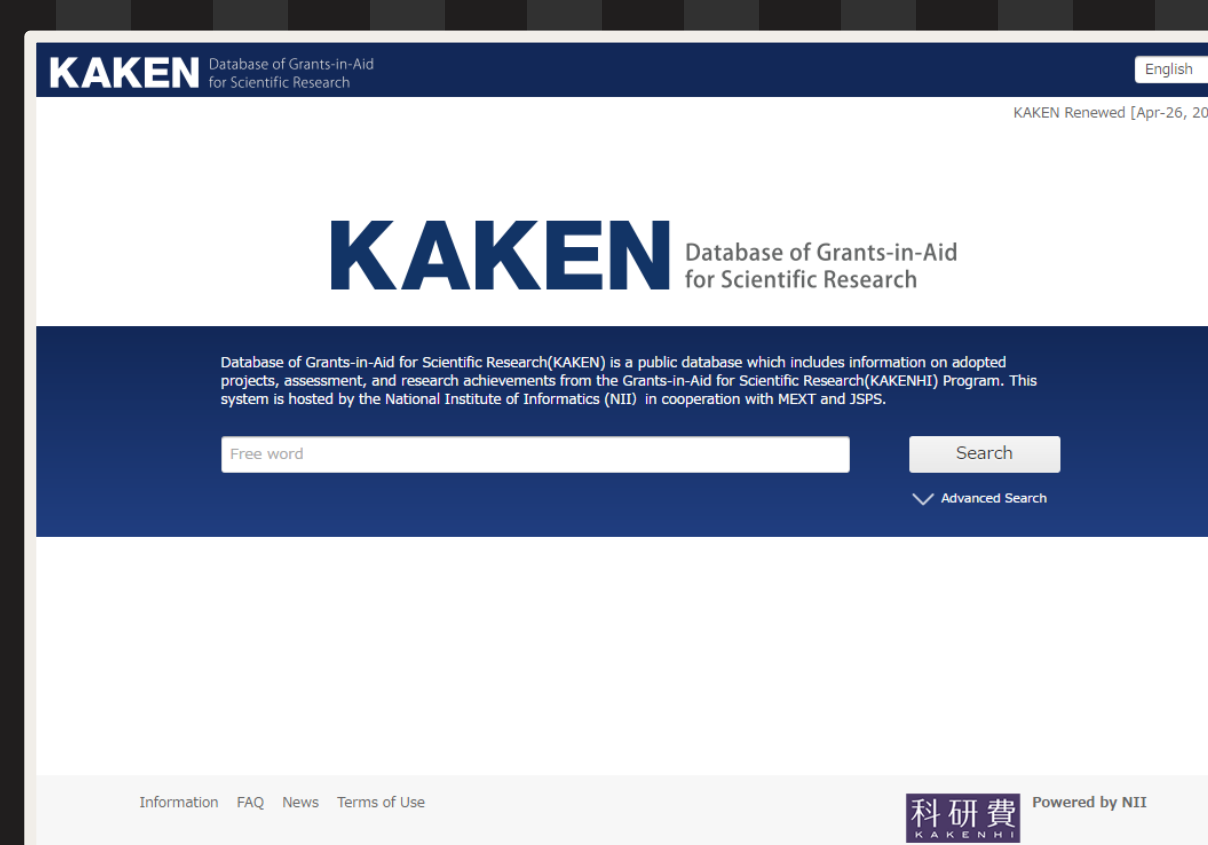 KAKEN Database of Grants-in-Aid
for Scientific Research
English
KAKEN Renewed [Apr-26, 20
KAKEN Database of Grants-in-Aid
for Scientific Research
Database of Grants-in-Aid for Scientific Research(KAKEN) is a public database which includes information on adopted
projects, assessment, and research achievements from the Grants-in-Aid for Scientific Research(KAKENHI) Program. This
system is hosted by the National Institute of Informatics (NII) in cooperation with MEXT and JSPS.
Free word
Search
Advanced Search
Information FAQ News Terms of Use
科研費
KAKENHI
Powered by NII